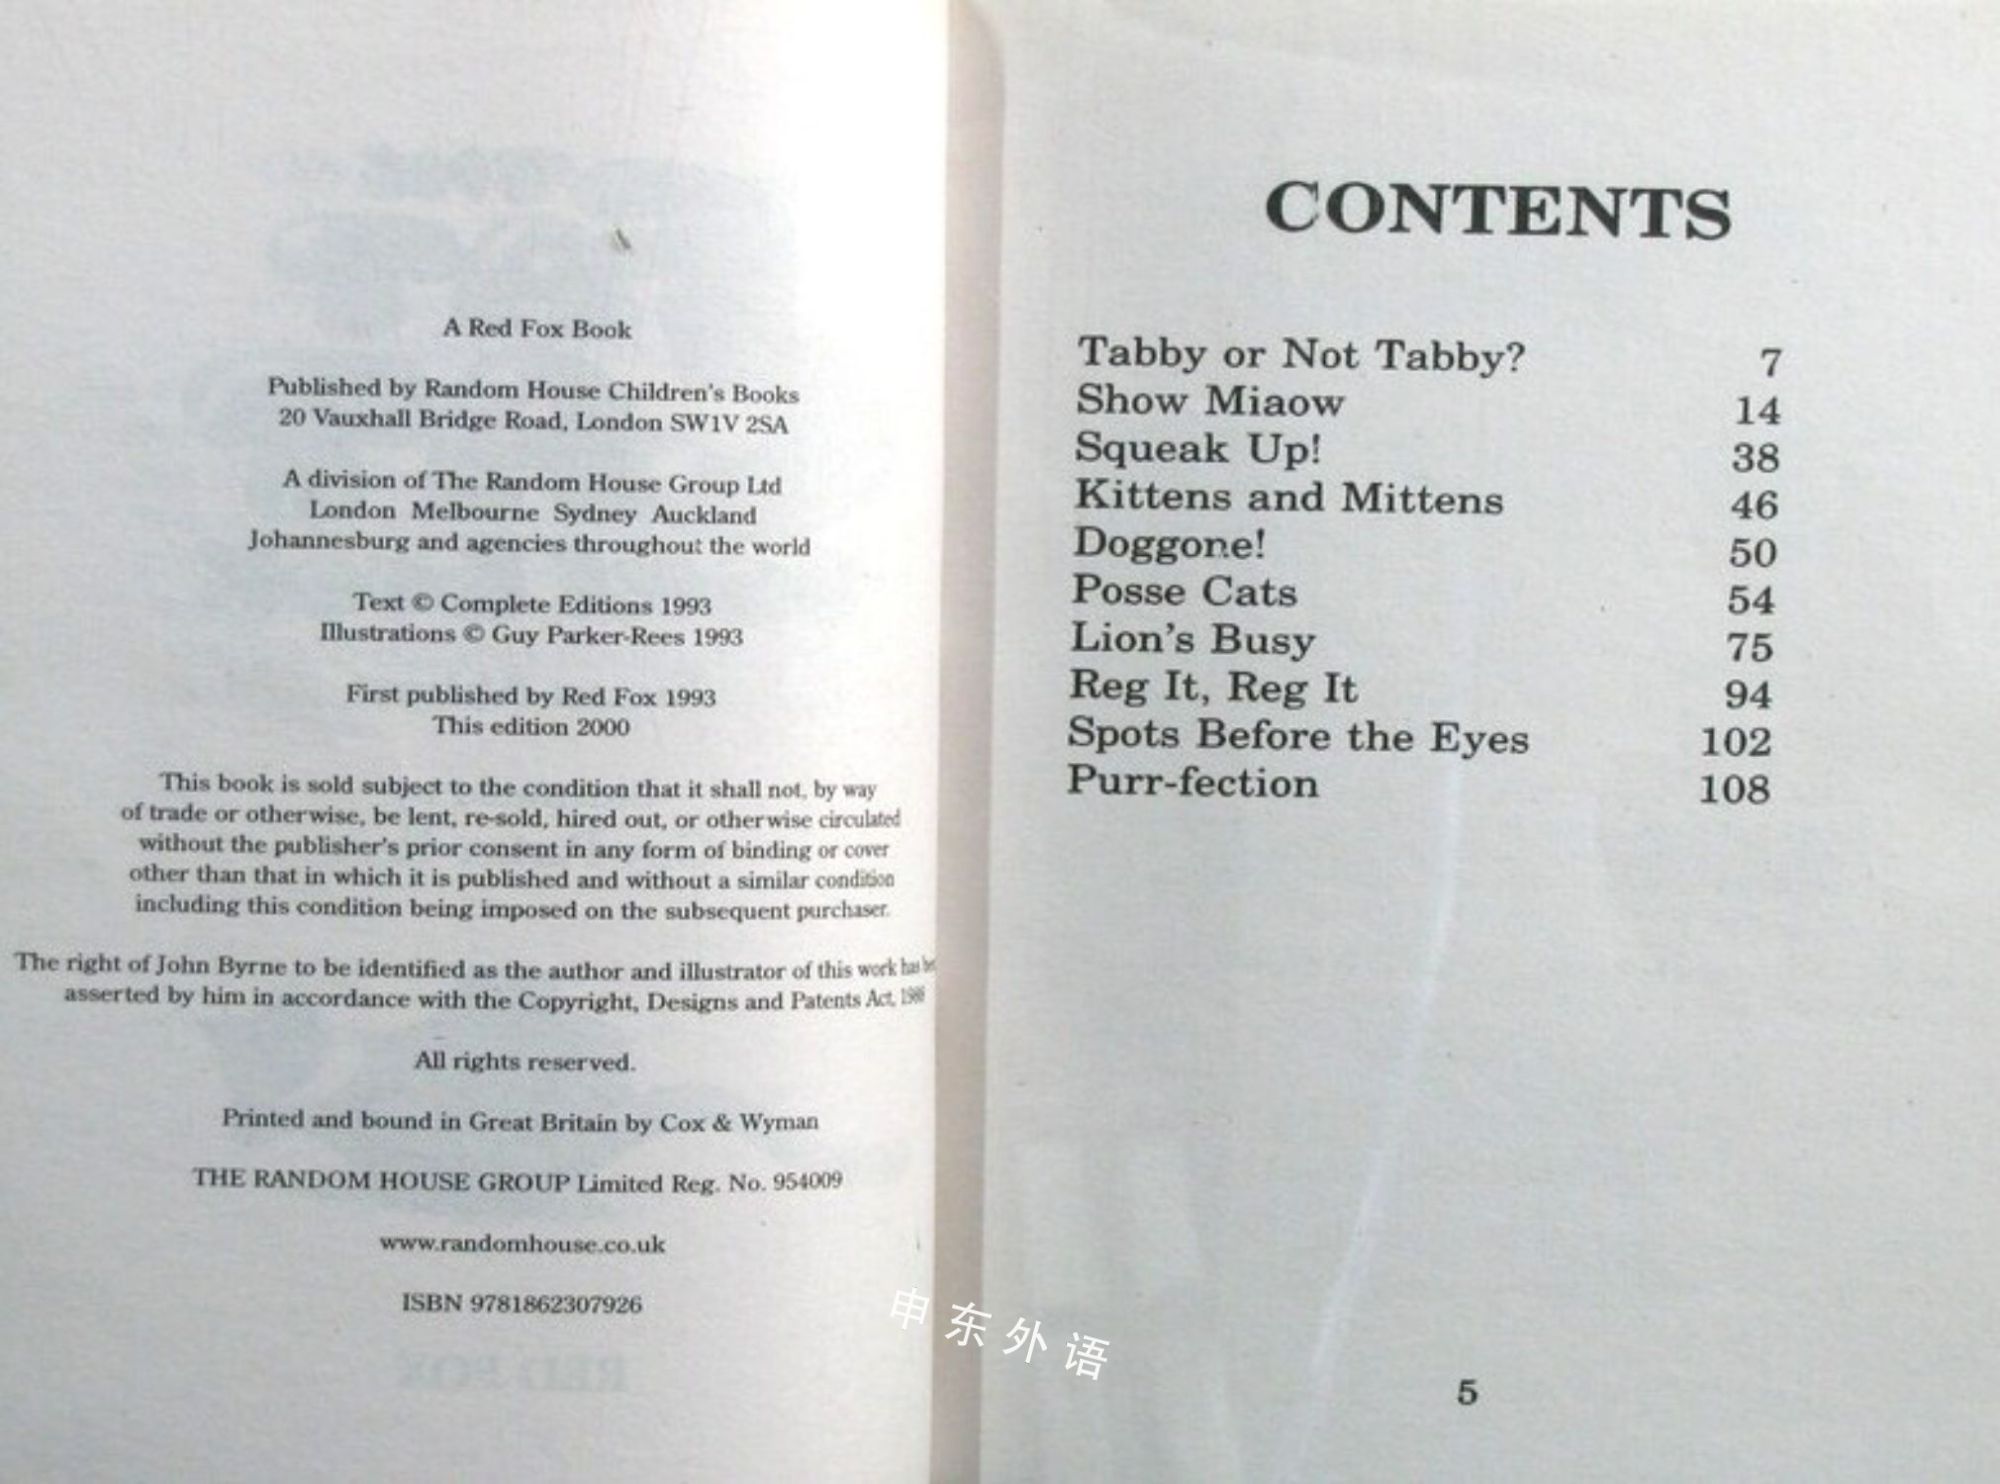 A Red Fox Book
Published by Random House Children's Books
20 Vauxhall Bridge Road, London SW1V 2SA
A division of The Random House Group Ltd
London Melbourne Sydney Auckland
Johannesburg and agencies throughout the world
Text © Complete Editions 1993
Illustrations © Guy Parker-Rees 1993
First published by Red Fox 1993
This edition 2000
This book is sold subject to the condition that it shall not, by way
of trade or otherwise, be lent, re-sold, hired out, or otherwise circulated
without the publisher's prior consent in any form of binding or cover
other than that in which it is published and without a similar condition
including this condition being imposed on the subsequent purchaser.
The right of John Byrne to be identified as the author and illustrator of this work has
asserted by him in accordance with the Copyright, Designs and Patents Act,
All rights reserved.
Printed and bound in Great Britain by Cox & Wyman
THE RANDOM HOUSE GROUP Limited Reg. No. 954009
www.randomhouse.co.uk
ISBN 9781862307926
RED FOX
CONTENTS
Tabby or Not Tabby? 7
Show Miaow 14
Squeak Up! 38
Kittens and Mittens 46
Doggone! 50
Posse Cats 54
Lion's Busy 75
Reg It, Reg It 94
Spots Before the Eyes 102
Purr-fection 108
5
申东外语